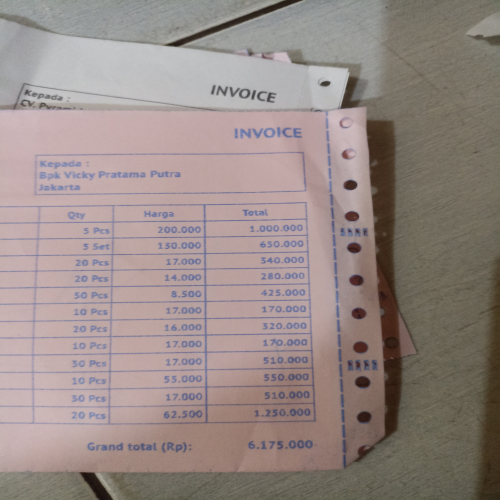 INVOICE
Kepada :
INVOICE
Kepada :
Bpk Vicky Pratama Putra
Jakarta
Qty Harga Total
5 Pcs 200.000 1.000.000
5 Set 130.000 650.000
20 Pcs 17.000 340.000
20 Pcs 14.000 280.000
50 Pcs 8.500 425.000
10 Pcs 17.000 170.000
20 Pcs 16.000 320.000
10 Pcs 17.000 170.000
30 Pcs 17.000 510.000
10 Pcs 55.000 550.000
30 Pcs 17.000 510.000
20 Pcs 62.500 1.250.000
Grand total (Rp): 6.175.000